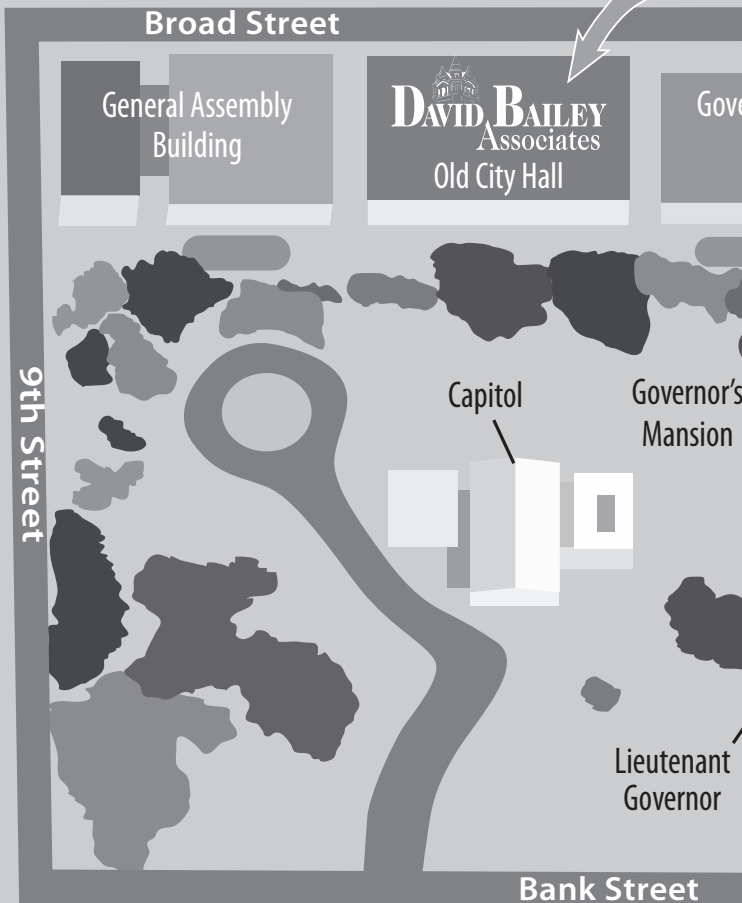 Broad Street
General Assembly
Building
DAVID BAILEY
Associates
Old City Hall
Gove
9th Street
Capitol
Governor's
Mansion
Lieutenant
Governor
Bank Street